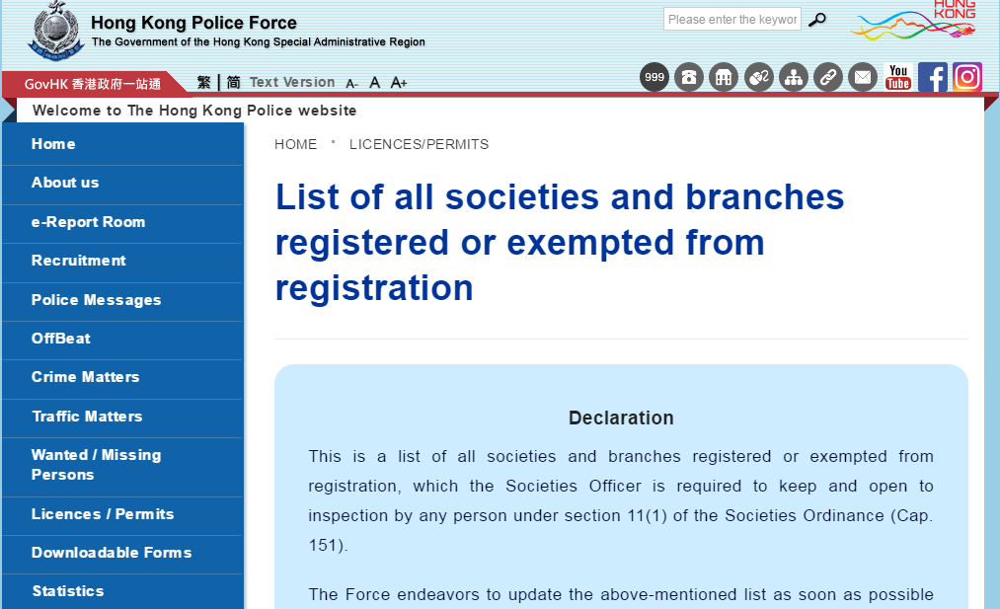 Hong Kong Police Force
The Government of the Hong Kong Special Administrative Region
Please enter the keywor
HONG
KONG
GovHK 香港政府一站通
繁 | 简 Text Version A- A A+
999
You
Tube
Welcome to The Hong Kong Police website
Home
About us
e-Report Room
Recruitment
Police Messages
OffBeat
Crime Matters
Traffic Matters
Wanted / Missing
Persons
Licences / Permits
Downloadable Forms
Statistics
HOME • LICENCES/PERMITS
List of all societies and branches
registered or exempted from
registration
Declaration
This is a list of all societies and branches registered or exempted from
registration, which the Societies Officer is required to keep and open to
inspection by any person under section 11(1) of the Societies Ordinance (Cap.
151).
The Force endeavors to update the above-mentioned list as soon as possible